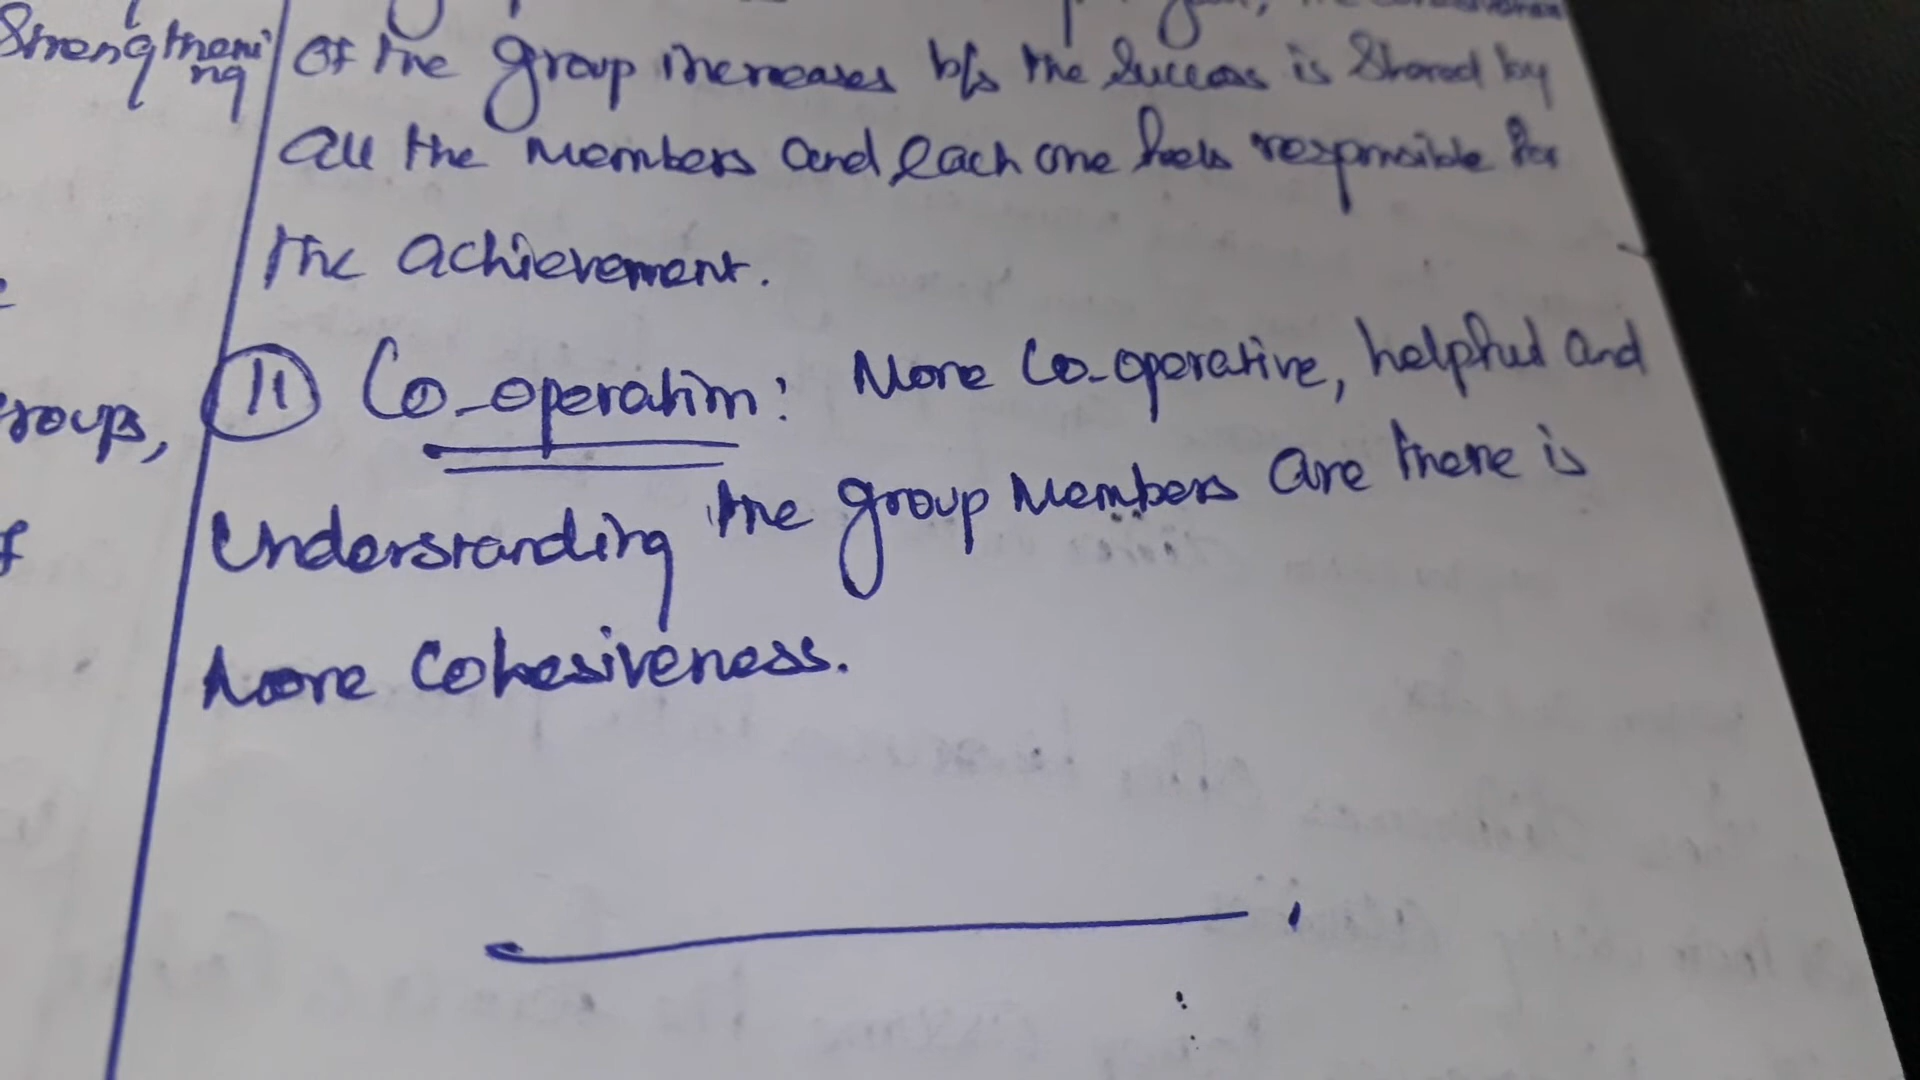 Strengtheni
ng
of the group increases b/s the Success is Shared by
all the members and each one feels responsible for
the achievement.
roups,
11 Co-operation: More Co-operative, helpful and
Understanding the group members are there is
more Cohesiveness.